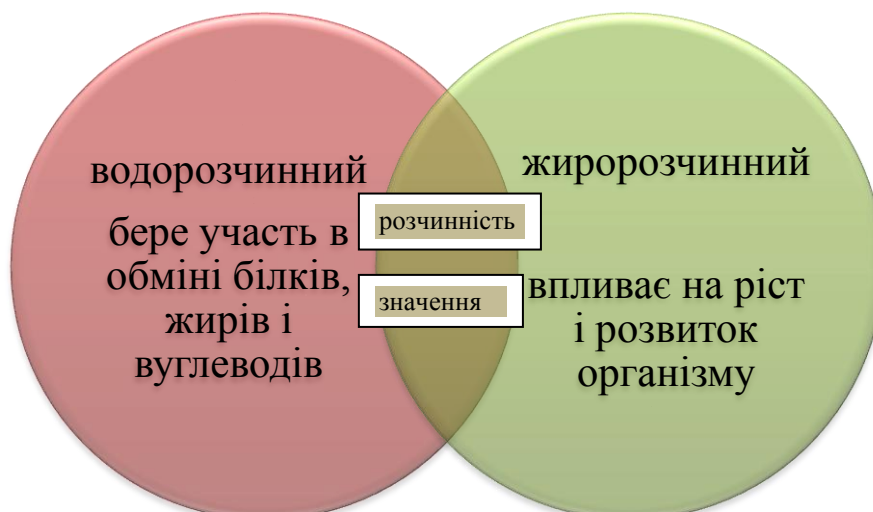 водорозчинний
бере участь в
обміні білків,
жирів і
вуглеводів
розчинність
значення
жиророзчинний
впливає на ріст
і розвиток
організму